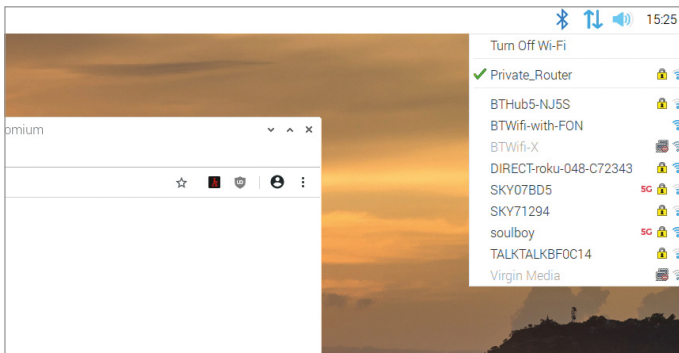 15:25
Turn Off Wi-Fi
Private_Router
BTHub5-NJ5S
omium
BTWifi-with-FON
BTWifi-X
DIRECT-roku-048-C72343
SKY07BD5 5G
SKY71294
soulboy 5G
TALKTALKBF0C14
Virgin Media